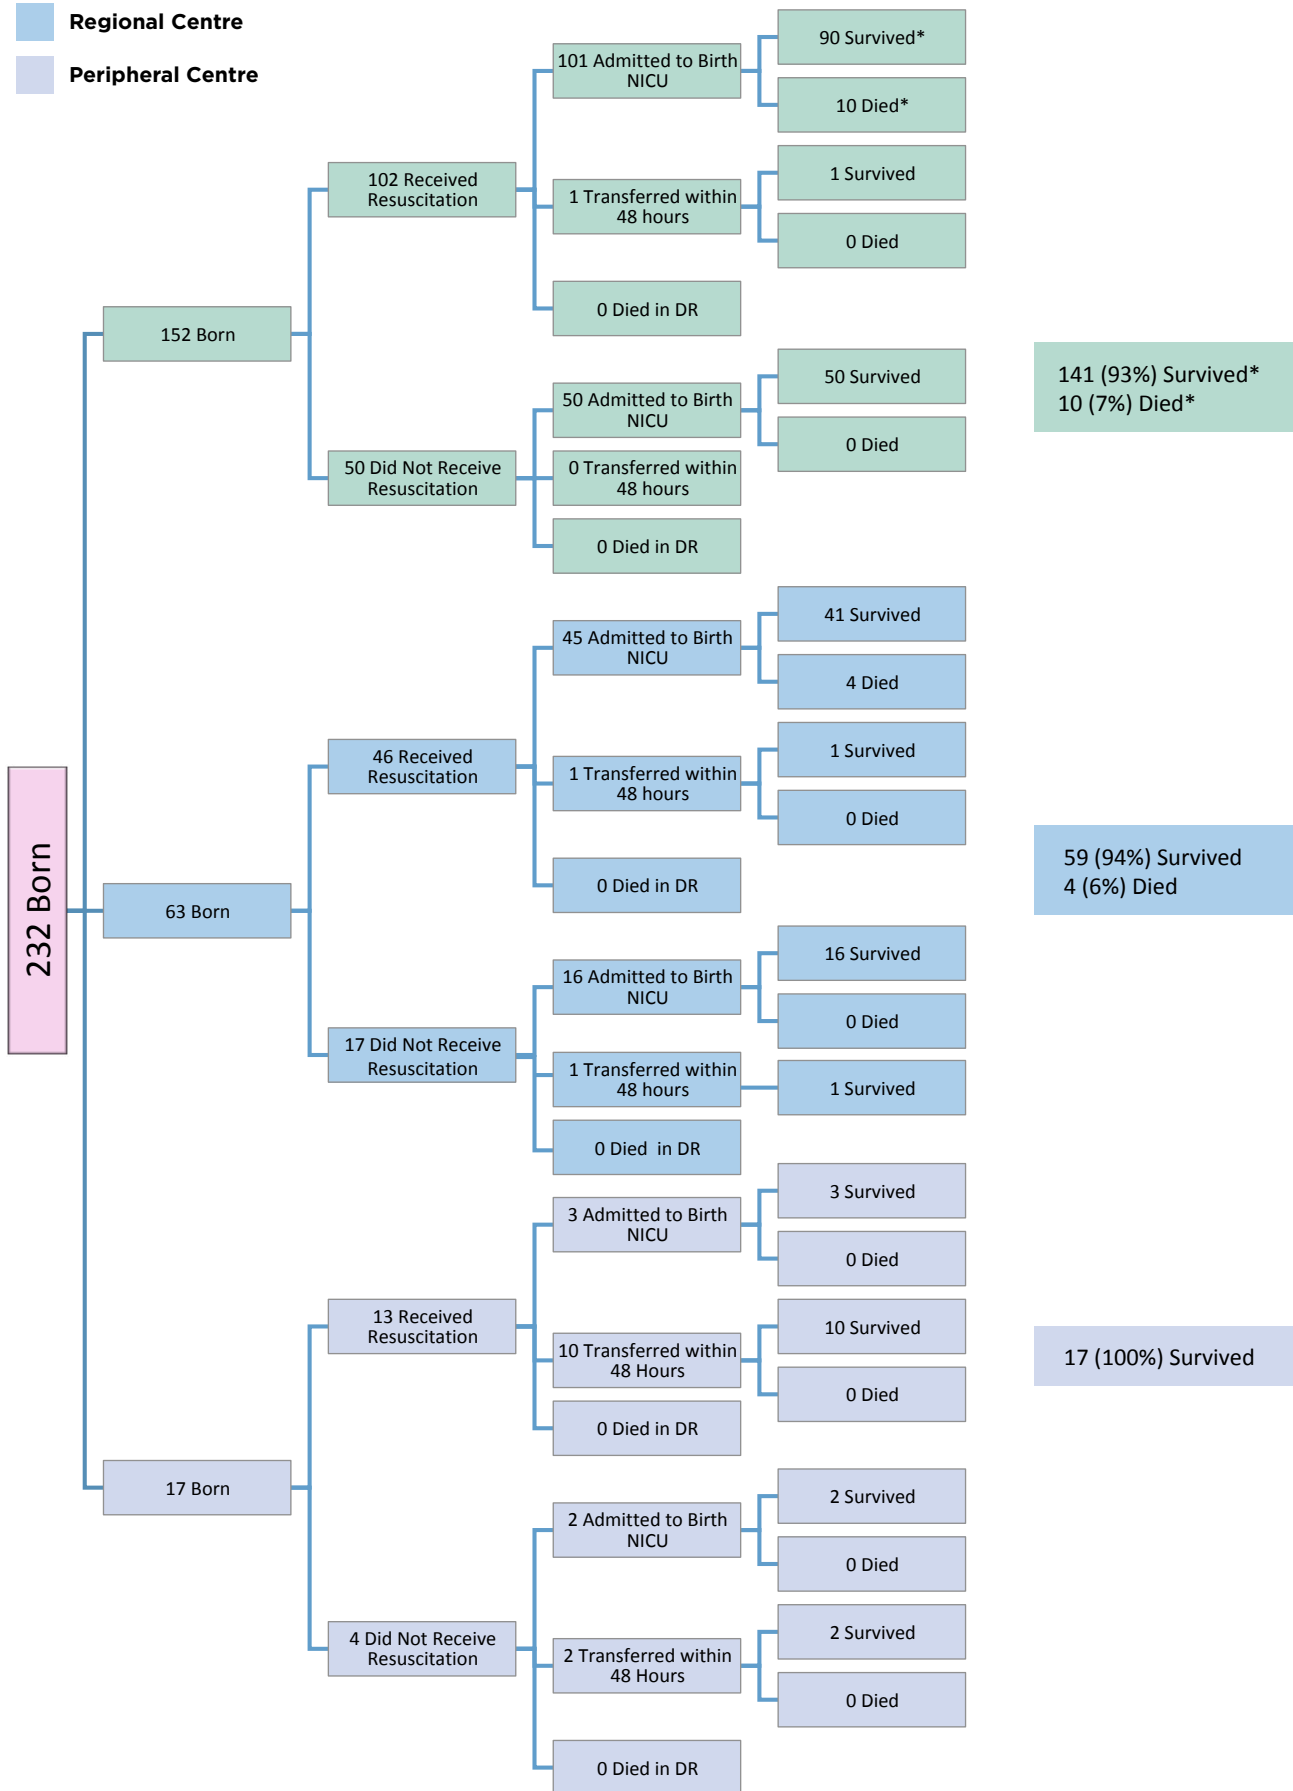 Regional Centre
Peripheral Centre
232 Born
152 Born
102 Received
Resuscitation
101 Admitted to Birth
NICU
90 Survived*
10 Died*
1 Transferred within
48 hours
1 Survived
0 Died
0 Died in DR
50 Did Not Receive
Resuscitation
50 Admitted to Birth
NICU
50 Survived
0 Died
0 Transferred within
48 hours
0 Died in DR
141 (93%) Survived*
10 (7%) Died*
63 Born
46 Received
Resuscitation
45 Admitted to Birth
NICU
41 Survived
4 Died
1 Transferred within
48 hours
1 Survived
0 Died
0 Died in DR
17 Did Not Receive
Resuscitation
16 Admitted to Birth
NICU
16 Survived
0 Died
1 Transferred within
48 hours
1 Survived
0 Died  in DR
59 (94%) Survived
4 (6%) Died
17 Born
13 Received
Resuscitation
3 Admitted to Birth
NICU
3 Survived
0 Died
10 Transferred within
48 Hours
10 Survived
0 Died
0 Died in DR
4 Did Not Receive
Resuscitation
2 Admitted to Birth
NICU
2 Survived
0 Died
2 Transferred within
48 Hours
2 Survived
0 Died
0 Died in DR
17 (100%) Survived